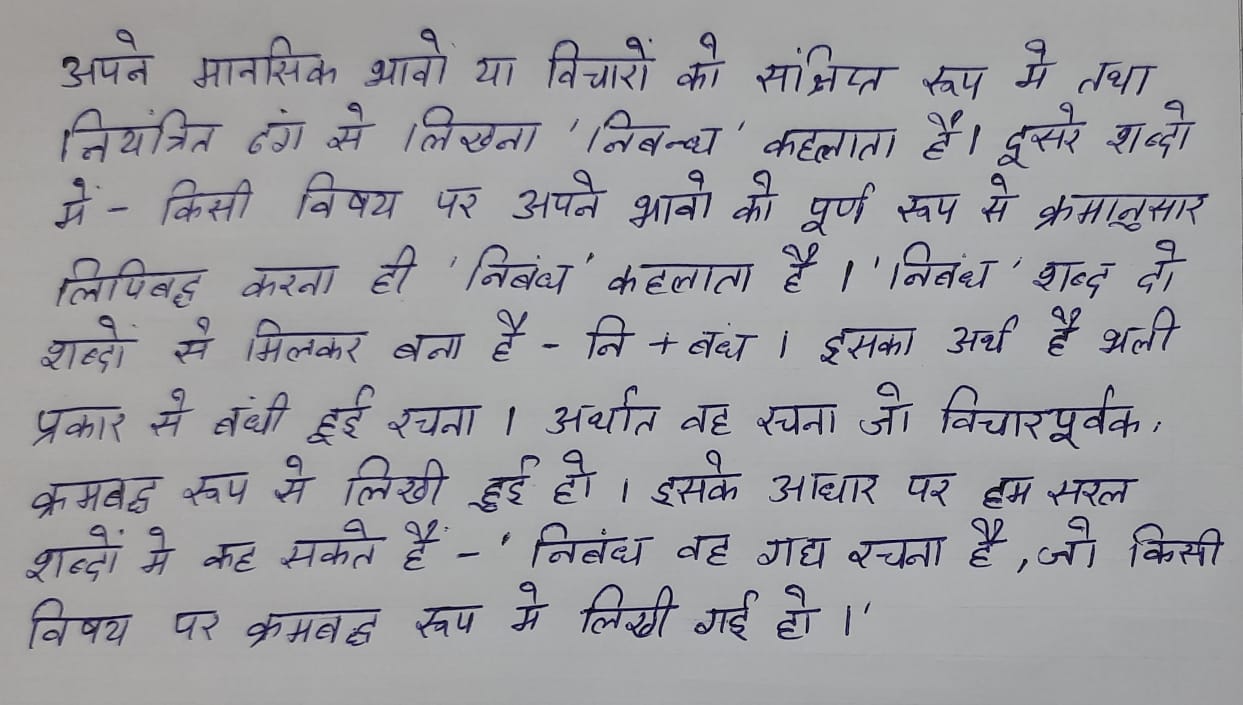 अपने मानसिक भावों या विचारों को संक्षिप्त रूप में तथा
नियंत्रित ढंग से लिखना 'निबन्ध' कहलाता है। दूसरे शब्दो
में - किसी विषय पर अपने भावो को पूर्ण रूप से क्रमानुसार
लिपिबद्ध करना ही 'निबंध' कहलाता है । 'निबंध' शब्द दो
शब्दों से मिलकर बना है - नि + बंध । इसका अर्थ है भली
प्रकार से बंधी हुई रचना । अर्थात वह रचना जो विचारपूर्वक,
क्रमबद्ध रूप से लिखी हुई हो । इसके आधार पर हम सरल
शब्दों मे कह सकते हैं - 'निबंध वह गद्य रचना है, जो किसी
विषय पर क्रमबद्ध रूप मे लिखी गई हो ।'